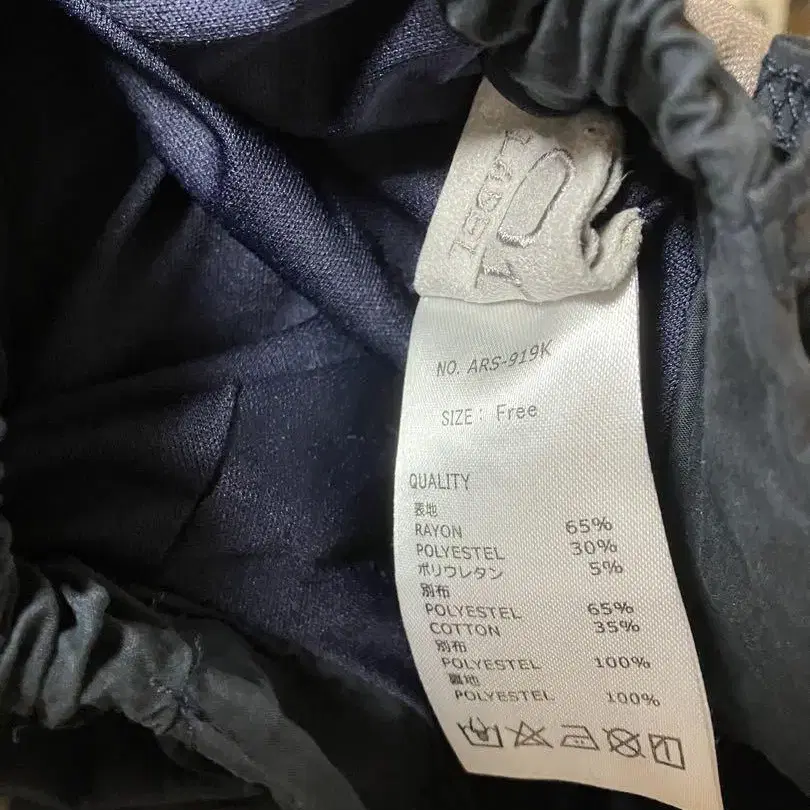 NO. ARS-919K
SIZE: Free
QUALITY
表地
RAYON 65%
POLYESTEL 30%
ポリウレタン 5%
別布
POLYESTEL 65%
COTTON 35%
別布
POLYESTEL 100%
裏地
POLYESTEL 100%